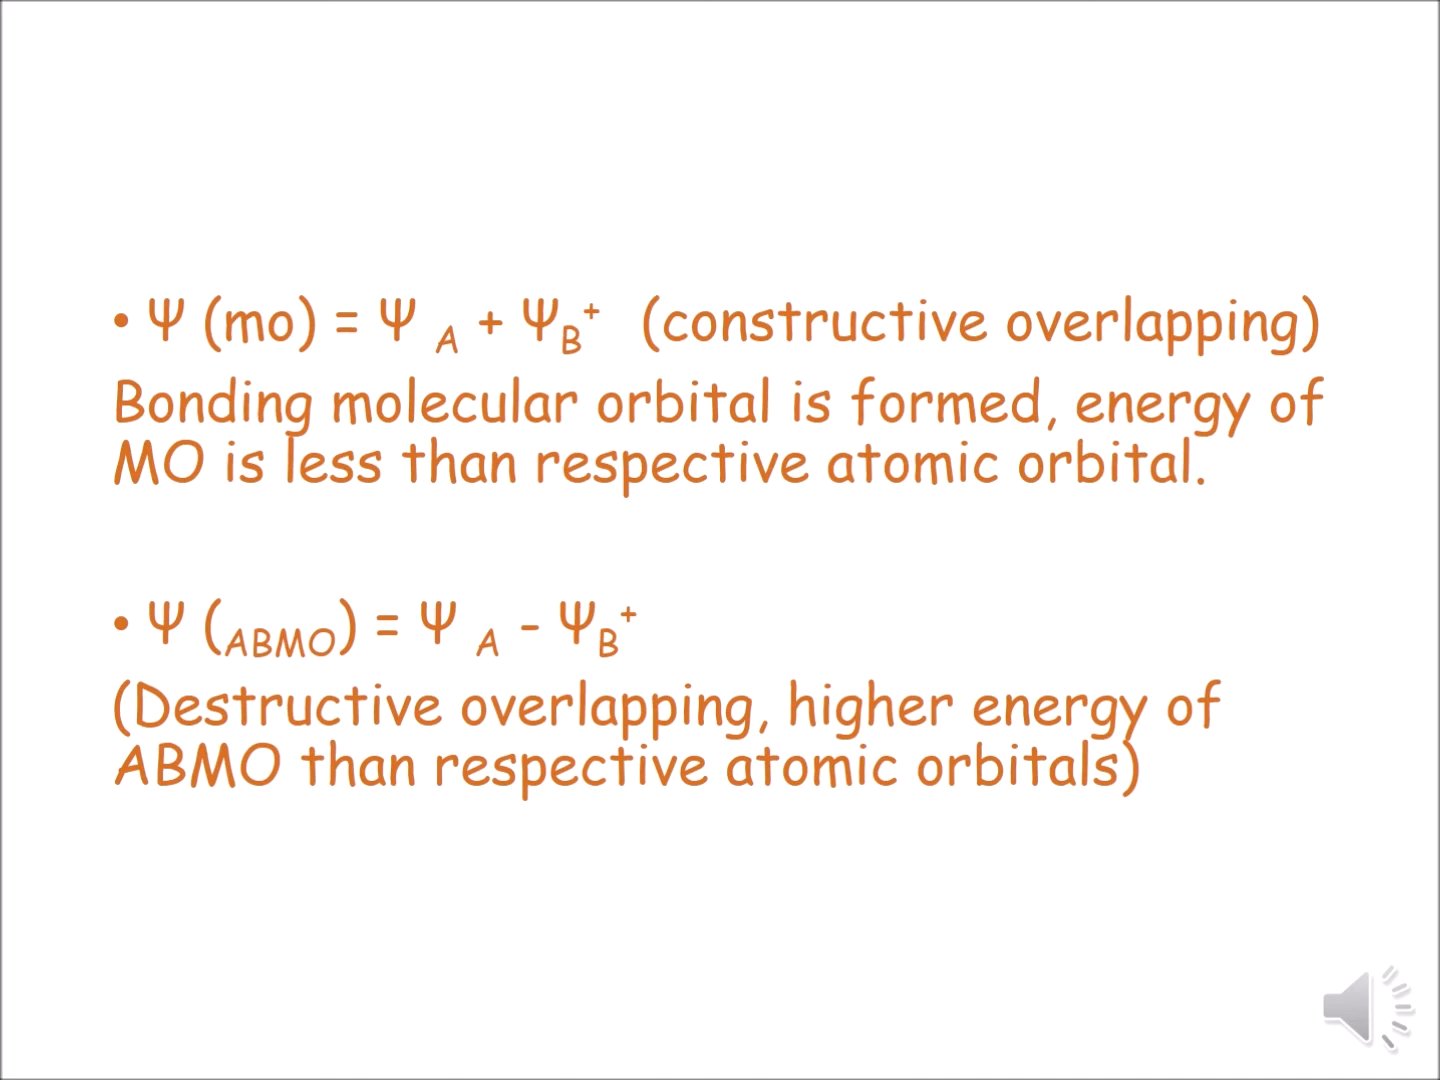 • Ψ (mo) = Ψ A + ΨB⁺ (constructive overlapping)
Bonding molecular orbital is formed, energy of
MO is less than respective atomic orbital.
• Ψ (ABMO) = Ψ A - ΨB⁺
(Destructive overlapping, higher energy of
ABMO than respective atomic orbitals)